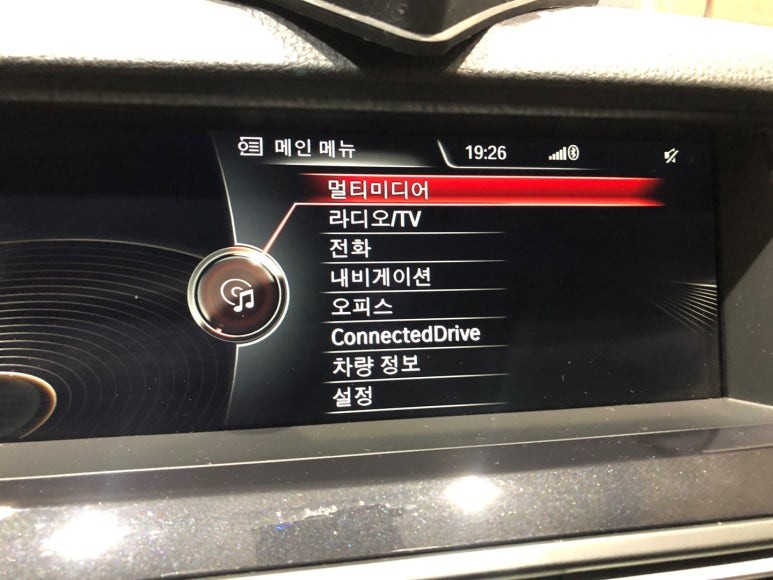 메인 메뉴
19:26
멀티미디어
라디오/TV
전화
내비게이션
오피스
ConnectedDrive
차량 정보
설정